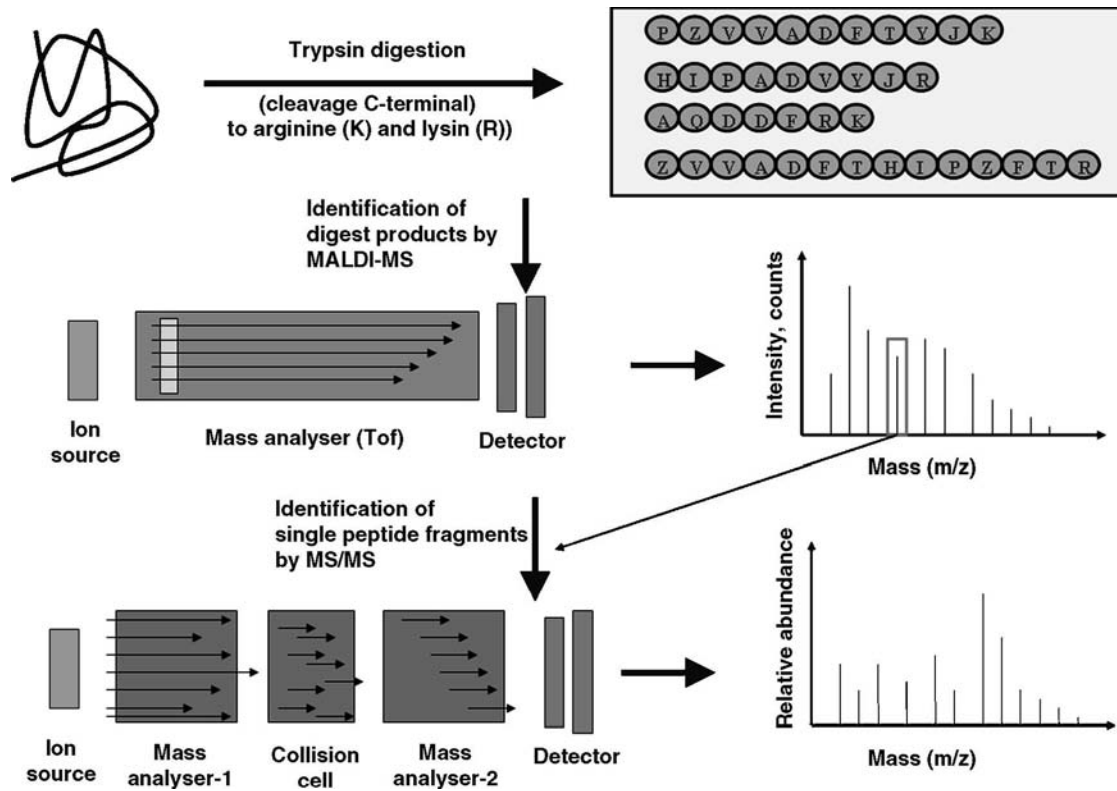 Trypsin digestion
(cleavage C-terminal)
to arginine (K) and lysin (R))
P Z V V A D F T Y J K
H I P A D V Y J R
A Q D D F R K
Z V V A D F T H I P Z F T R
Identification of
digest products by
MALDI-MS
Ion
source
Mass analyser (Tof)
Detector
Intensity, counts
Mass (m/z)
Identification of
single peptide fragments
by MS/MS
Ion
source
Mass
analyser-1
Collision
cell
Mass
analyser-2
Detector
Relative abundance
Mass (m/z)